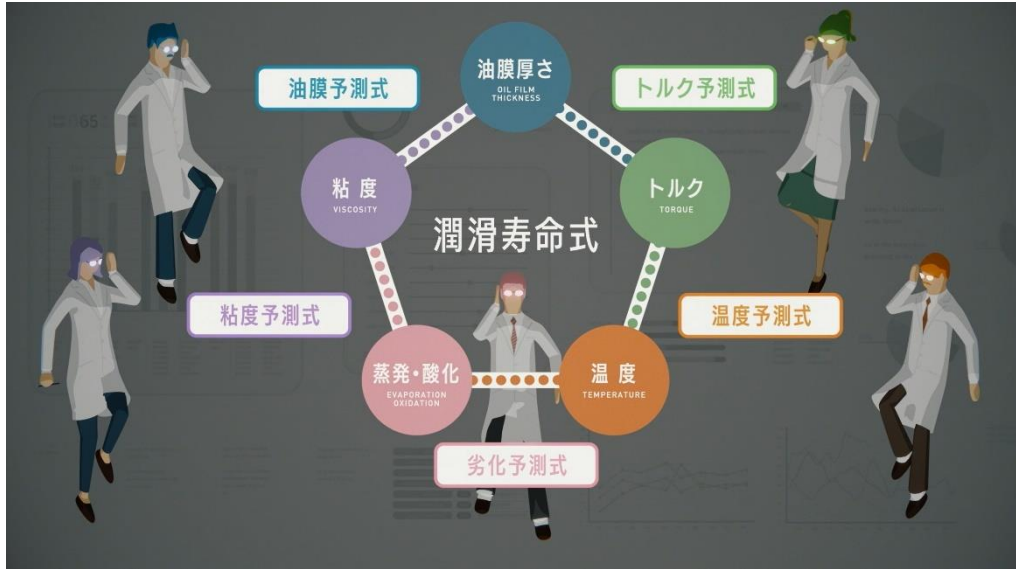 油膜厚さ
OIL FILM
THICKNESS
油膜予測式
トルク予測式
粘度
VISCOSITY
トルク
TORQUE
潤滑寿命式
粘度予測式
温度予測式
蒸発・酸化
EVAPORATION
OXIDATION
温度
TEMPERATURE
劣化予測式
65